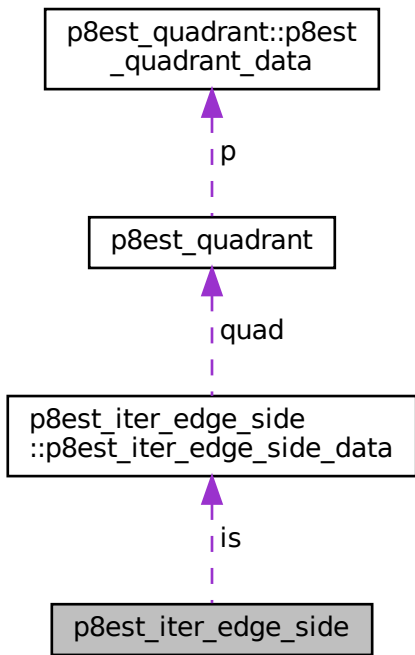 p8est_quadrant::p8est
_quadrant_data
p
p8est_quadrant
quad
p8est_iter_edge_side
::p8est_iter_edge_side_data
is
p8est_iter_edge_side